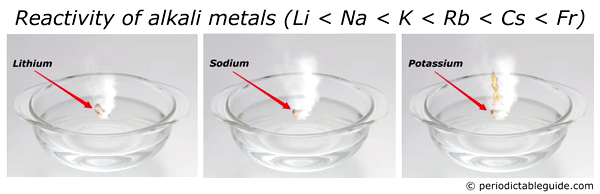 Reactivity of alkali metals (Li < Na < K < Rb < Cs < Fr)
Lithium
Sodium
Potassium
© periodictableguide.com